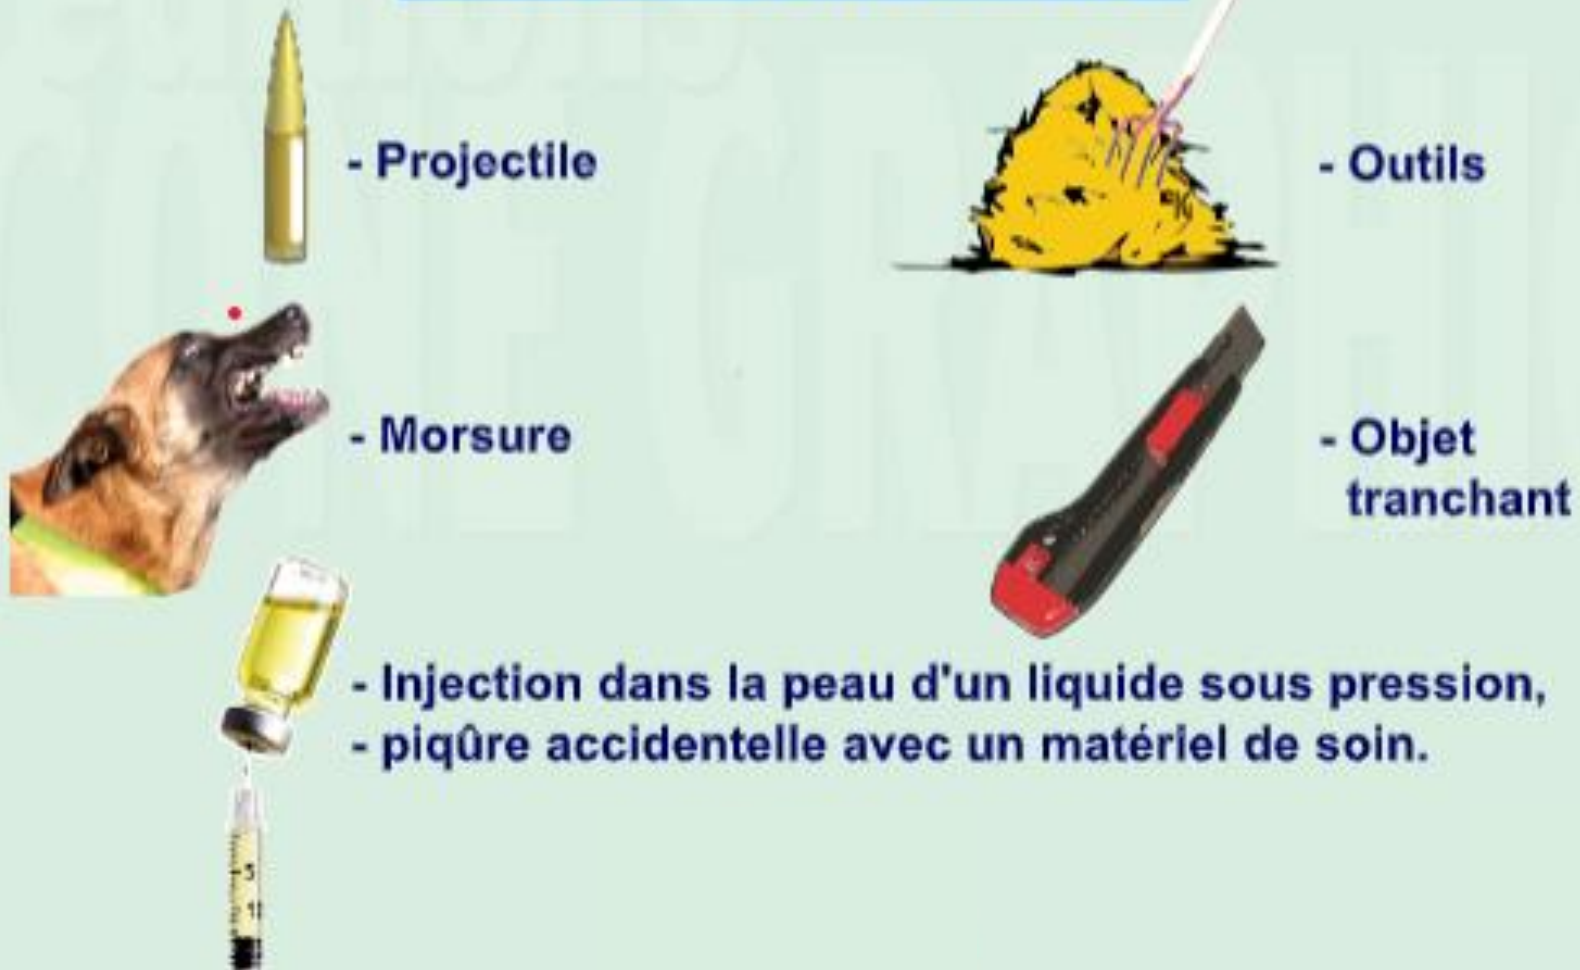 - Projectile
- Outils
- Morsure
- Objet
tranchant
- Injection dans la peau d'un liquide sous pression,
- piqûre accidentelle avec un matériel de soin.
5